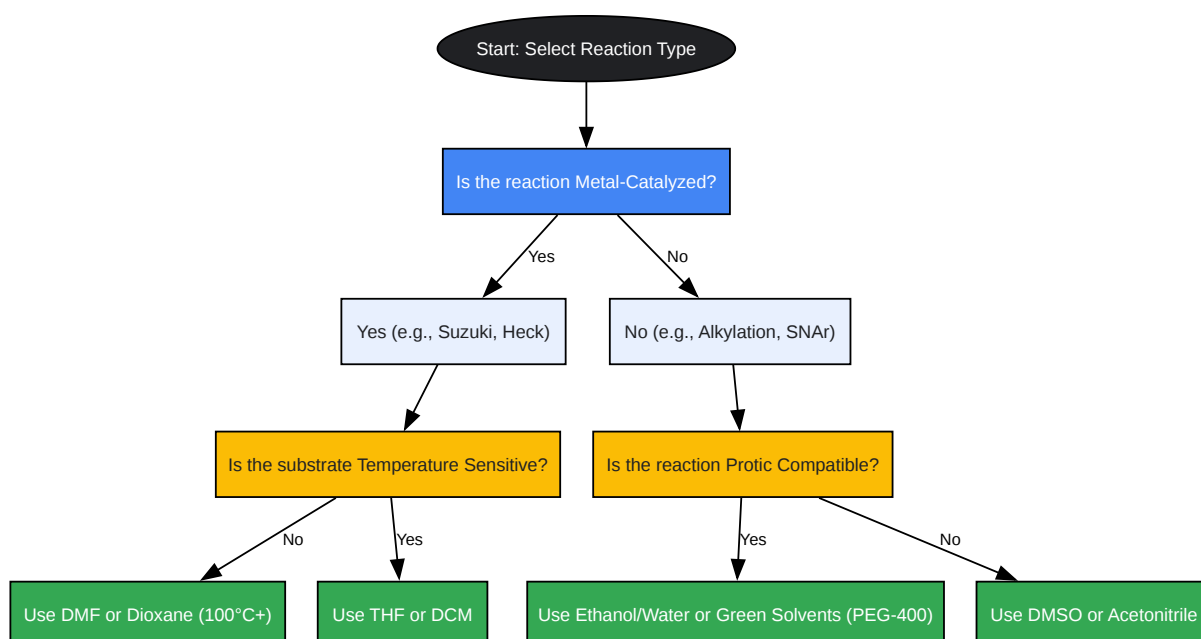 Start: Select Reaction Type
Is the reaction Metal-Catalyzed?
Yes
No
Yes (e.g., Suzuki, Heck)
No (e.g., Alkylation, SNAr)
Is the substrate Temperature Sensitive?
Is the reaction Protic Compatible?
No
Yes
Yes
No
Use DMF or Dioxane (100°C+)
Use THF or DCM
Use Ethanol/Water or Green Solvents (PEG-400)
Use DMSO or Acetonitrile